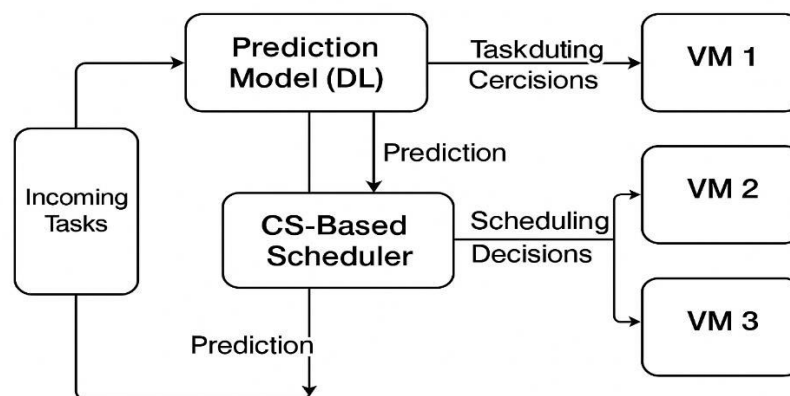 Prediction
Model (DL)
Taskduting
Cercisions
VM 1
Prediction
Incoming
Tasks
CS-Based
Scheduler
Scheduling
Decisions
VM 2
VM 3
Prediction